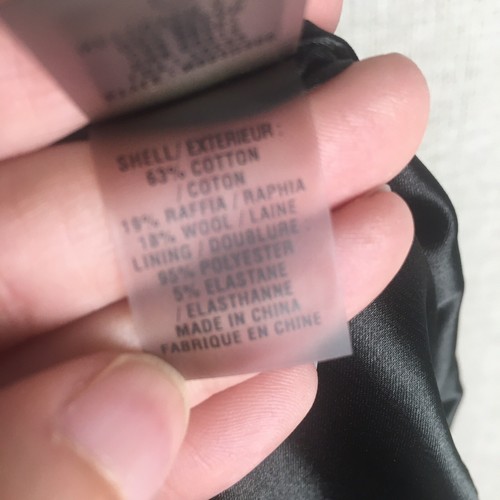 SHELL / EXTERIEUR :
63% COTTON
/ COTON
19% RAFFIA / RAPHIA
18% WOOL / LAINE
LINING / DOUBLURE
95% POLYESTER
5% ELASTANE
/ ELASTHANNE
MADE IN CHINA
FABRIQUE EN CHINE